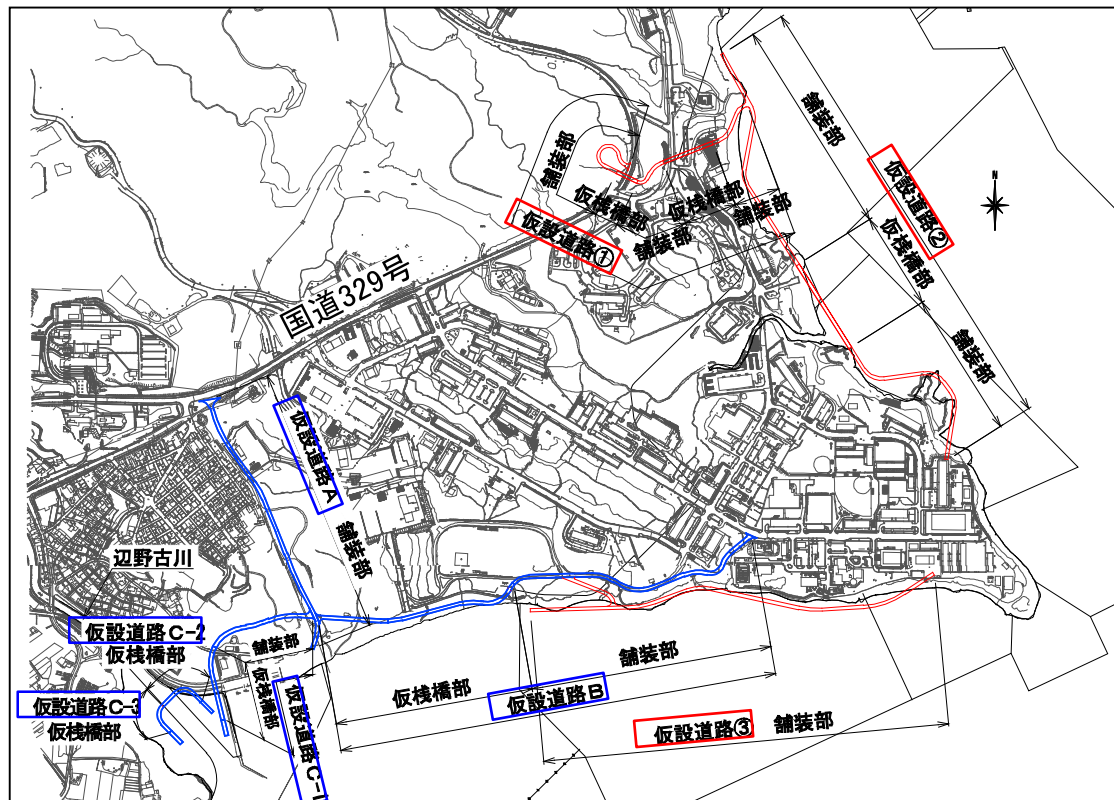 舗装部
仮設道路②
N
仮桟橋部
舗装部
舗装部
仮桟橋部
仮桟橋部
舗装部
仮設道路①
舗装部
国道329号
仮設道路A
舗装部
辺野古川
仮設道路C-2
仮桟橋部
舗装部
仮設道路C-3
仮桟橋部
仮桟橋部
仮設道路C-1
舗装部
仮桟橋部
仮設道路B
仮設道路③
舗装部